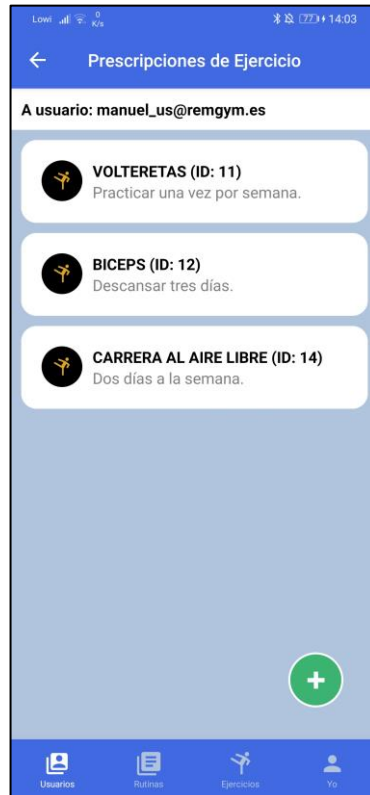 Lowi 0 K/s 77 14:03
Prescripciones de Ejercicio
A usuario: manuel_us@remgym.es
VOLTERETAS (ID: 11)
Practicar una vez por semana.
BICEPS (ID: 12)
Descansar tres días.
CARRERA AL AIRE LIBRE (ID: 14)
Dos días a la semana.
+
Usuarios Rutinas Ejercicios Yo